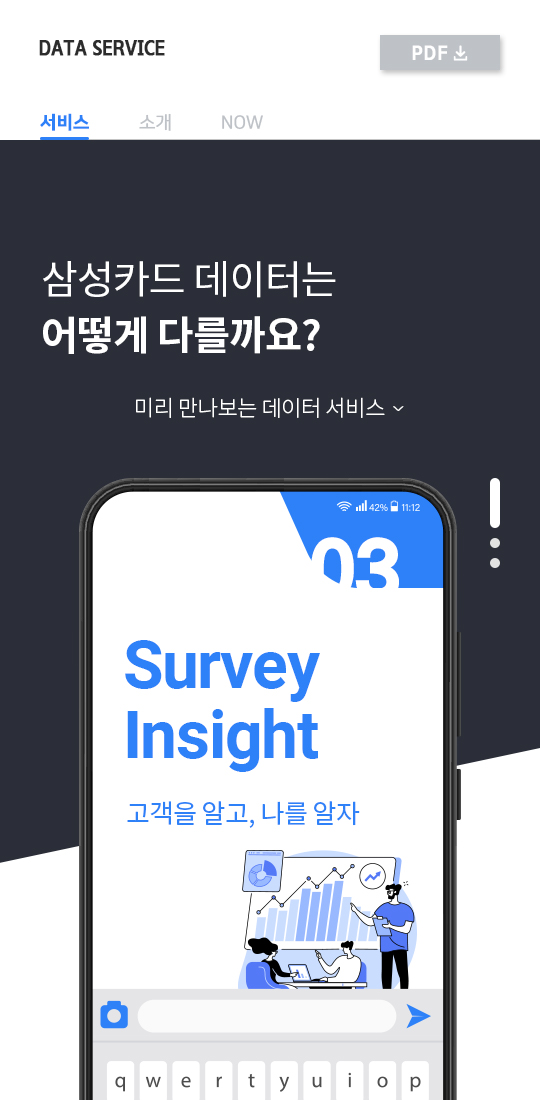 DATA SERVICE
PDF
서비스 소개 NOW
삼성카드 데이터는
어떻게 다를까요?
미리 만나보는 데이터 서비스
42% 11:12
03
Survey
Insight
고객을 알고, 나를 알자
q w e r t y u i o p